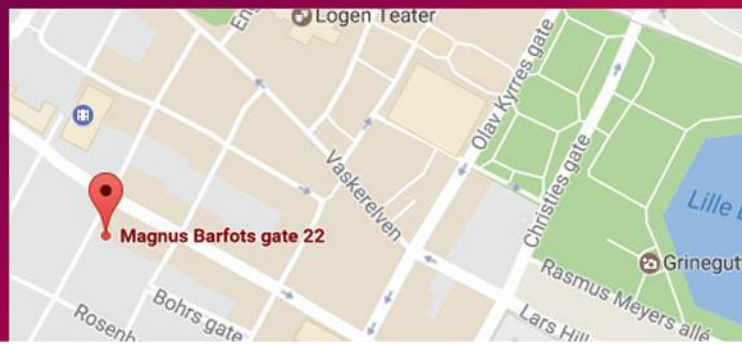 Logen Teater
Olav Kyrres gate
Vaskerelven
Christies gate
Lille
Magnus Barfots gate 22
Grinegut
Rasmus Meyers allé
Bohrs gate
Lars Hill